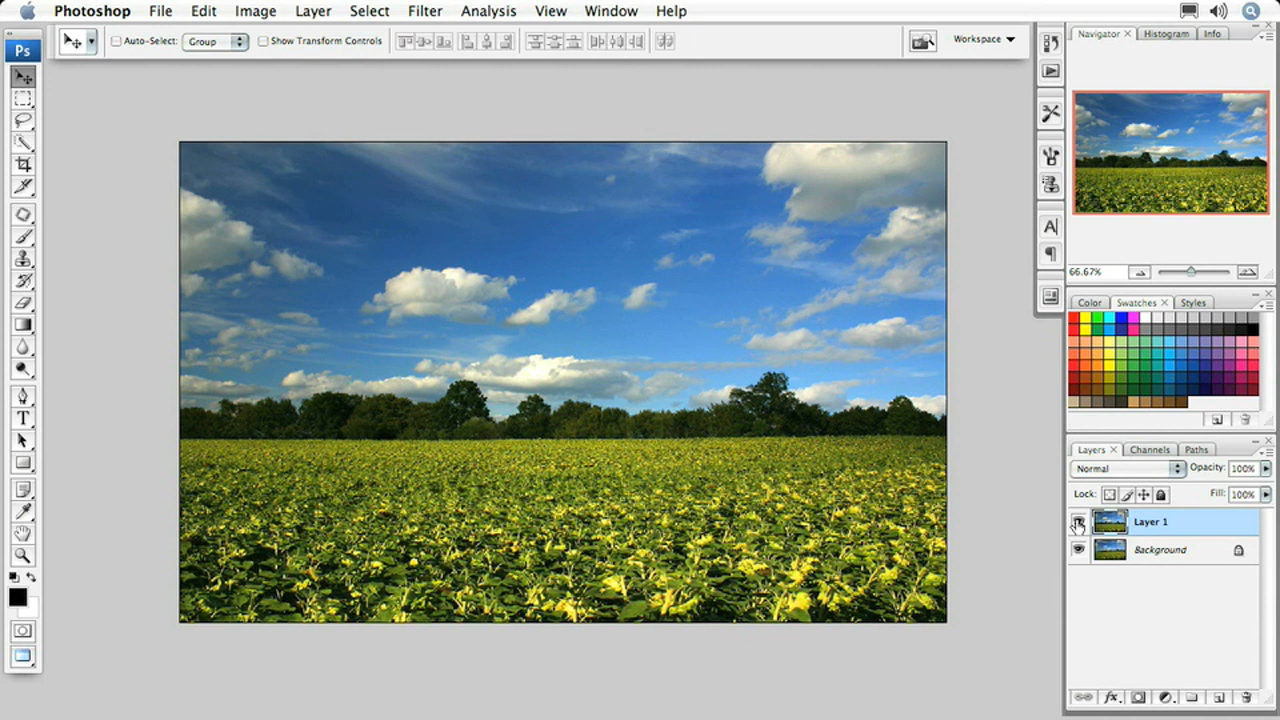 Photoshop File Edit Image Layer Select Filter Analysis View Window Help
Ps Auto-Select: Group Show Transform Controls Workspace
Navigator × Histogram Info
66.67%
Color Swatches × Styles
Layers × Channels Paths
Normal Opacity: 100%
Lock: Fill: 100%
Layer 1
Background